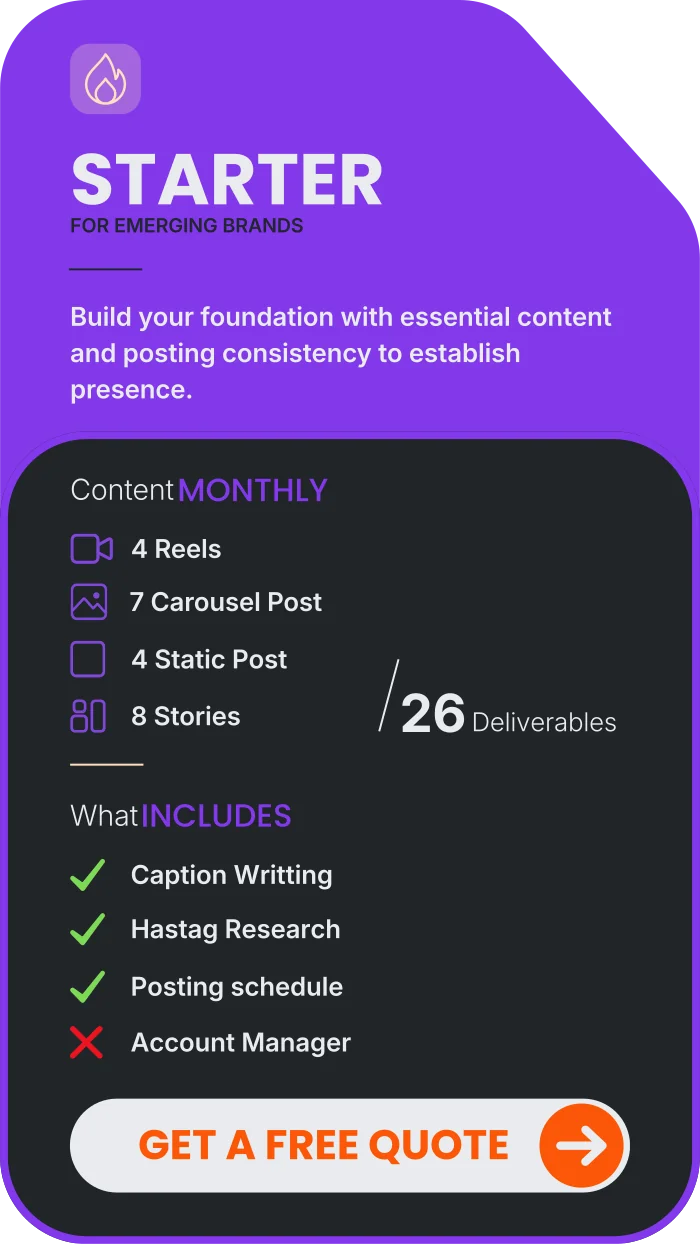 STARTER
FOR EMERGING BRANDS
Build your foundation with essential content
and posting consistency to establish
presence.
Content MONTHLY
4 Reels
7 Carousel Post
4 Static Post
8 Stories
/26 Deliverables
What INCLUDES
Caption Writting
Hastag Research
Posting schedule
Account Manager
GET A FREE QUOTE